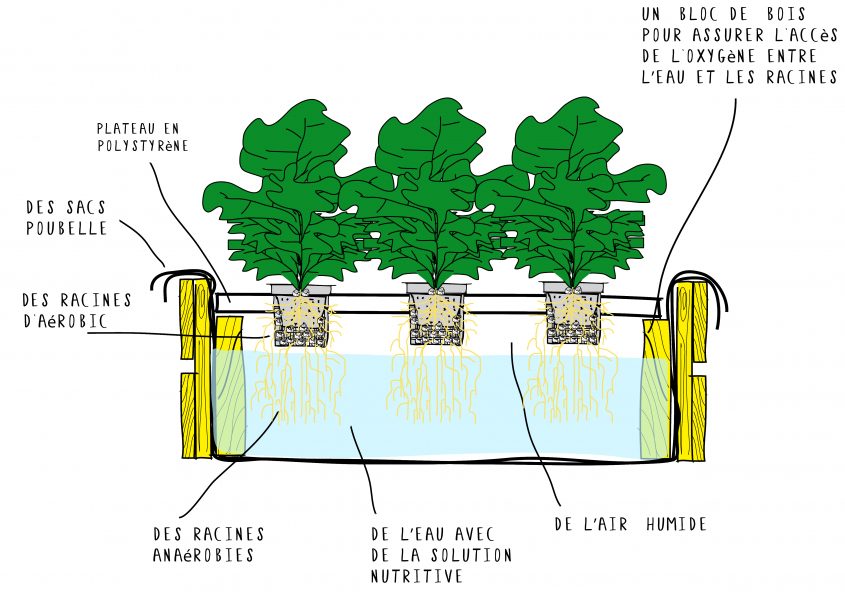 UN BLOC DE BOIS
POUR ASSURER L'ACCèS
DE L'OXYGèNE ENTRE
L'EAU ET LES RACINES
PLATEAU EN
POLYSTYRèNE
DES SACS
POUBELLE
DES RACINES
D'AéROBIC
DES RACINES
ANAéROBIES
DE L'EAU AVEC
DE LA SOLUTION
NUTRITIVE
DE L'AIR HUMIDE